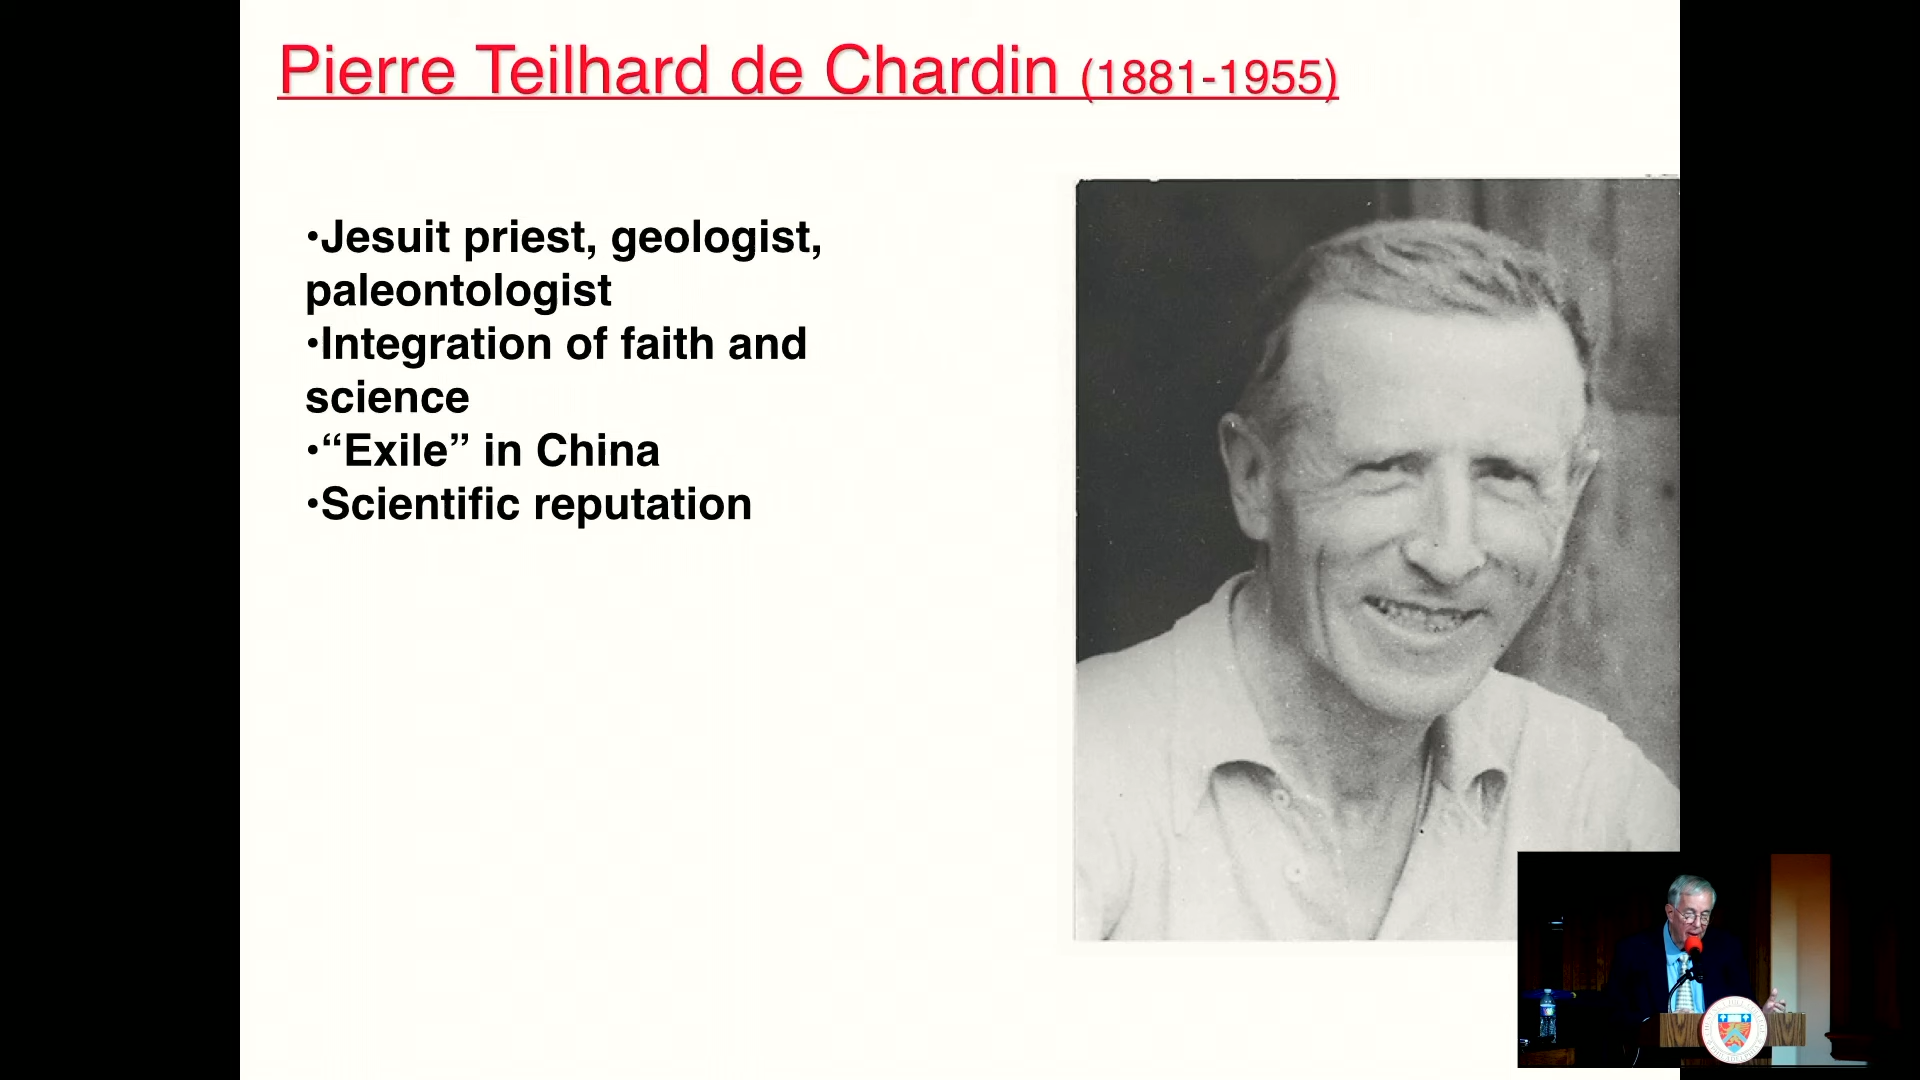 Pierre Teilhard de Chardin (1881-1955)
•Jesuit priest, geologist,
paleontologist
•Integration of faith and
science
•“Exile” in China
•Scientific reputation